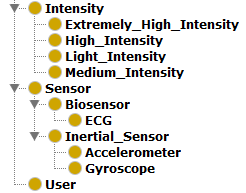 Intensity
Extremely_High_Intensity
High_Intensity
Light_Intensity
Medium_Intensity
Sensor
Biosensor
ECG
Inertial_Sensor
Accelerometer
Gyroscope
User